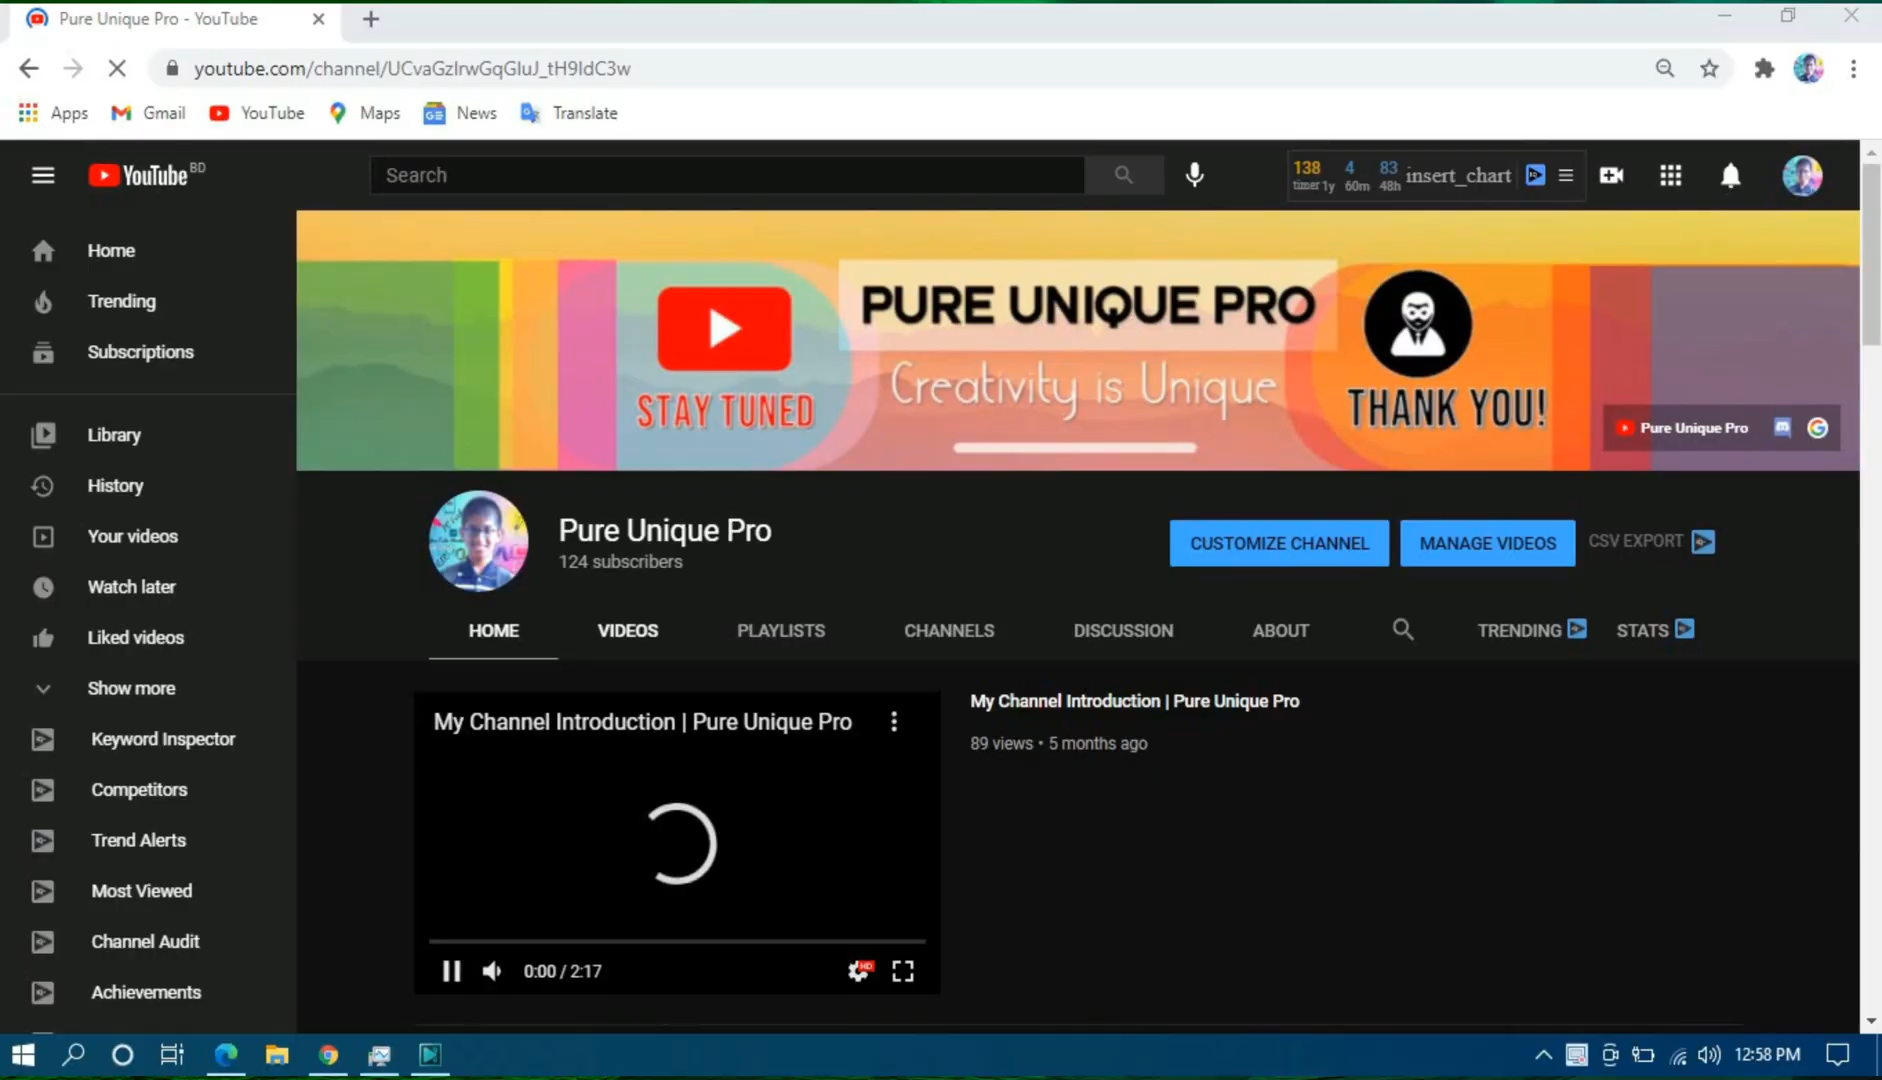 Pure Unique Pro - YouTube
youtube.com/channel/UCvaGzIrwGqGIuJ_tH9IdC3w
Apps Gmail YouTube Maps News Translate
YouTube BD
Search
138 4 83 insert_chart
timer 1y 60m 48h
Home
Trending
Subscriptions
Library
History
Your videos
Watch later
Liked videos
Show more
Keyword Inspector
Competitors
Trend Alerts
Most Viewed
Channel Audit
Achievements
PURE UNIQUE PRO
Creativity is Unique
STAY TUNED
THANK YOU!
Pure Unique Pro
Pure Unique Pro
124 subscribers
CUSTOMIZE CHANNEL MANAGE VIDEOS CSV EXPORT
HOME VIDEOS PLAYLISTS CHANNELS DISCUSSION ABOUT TRENDING STATS
My Channel Introduction | Pure Unique Pro
0:00 / 2:17
HD
My Channel Introduction | Pure Unique Pro
89 views • 5 months ago
12:58 PM